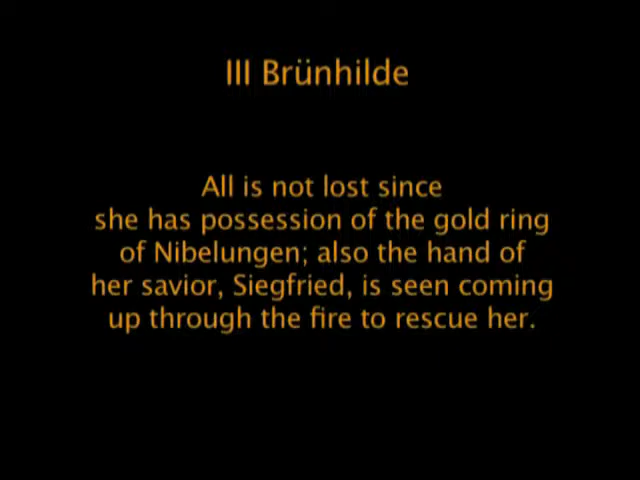 III Brünhilde
All is not lost since
she has possession of the gold ring
of Nibelungen; also the hand of
her savior, Siegfried, is seen coming
up through the fire to rescue her.